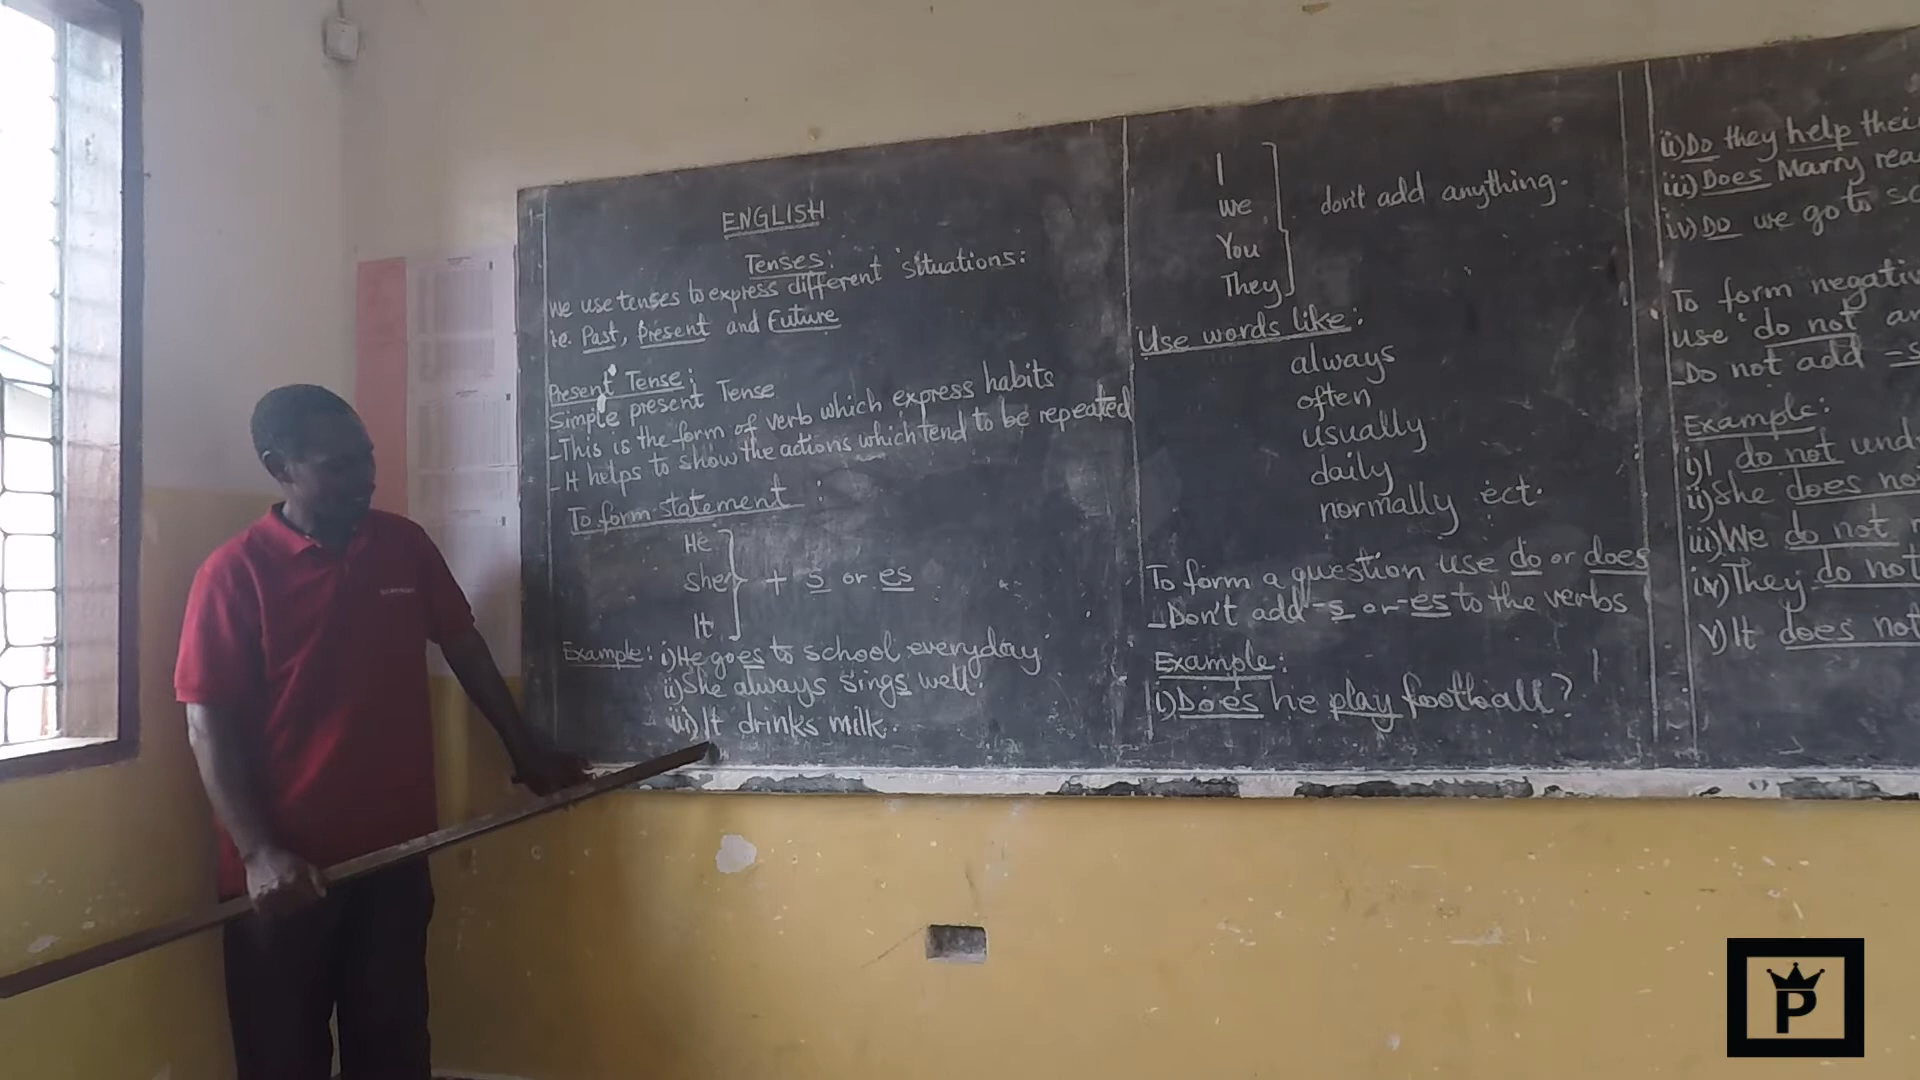 ENGLISH
Tenses:
We use tenses to express different situations:
ie. Past, Present and Future
Present Tense:
Simple present Tense
-This is the form of verb which express habits
-It helps to show the actions which tend to be repeated
To form statement :
He
She
It
+ s or es
Example: i) He goes to school everyday
ii) She always sings well.
iii) It drinks milk.
I
We
You
They
don't add anything.
Use words like:
always
often
usually
daily
normally ect.
To form a question use do or does
-Don't add -s or -es to the verbs
Example:
i) Does he play football?
ii) Do they help their
iii) Does Marry
iv) Do we go to
To form
use do not
-Do not add
Example:
i) I do not
ii) She does
iii) We do not
iv) They do not
v) It does not
P